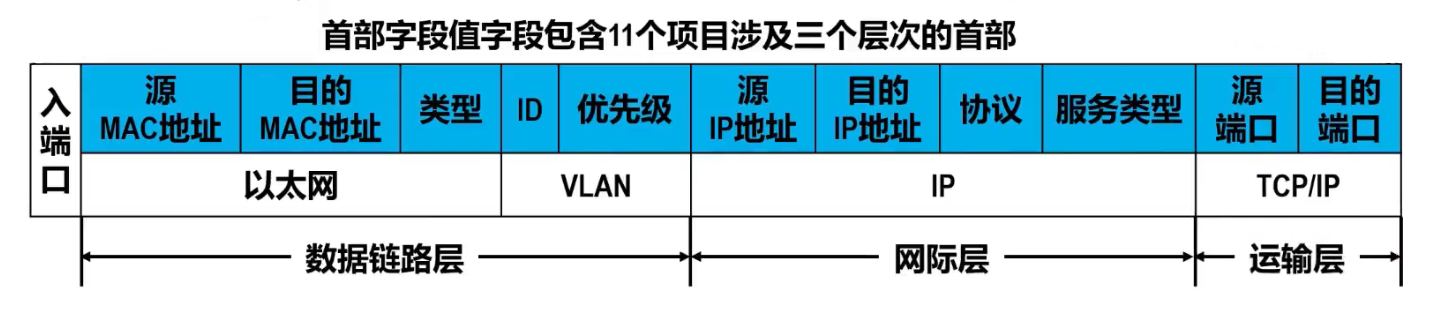 首部字段值字段包含11个项目涉及三个层次的首部
入
端
口
源
MAC地址
目的
MAC地址
类型
ID
优先级
源
IP地址
目的
IP地址
协议
服务类型
源
端口
目的
端口
以太网
VLAN
IP
TCP/IP
数据链路层
网际层
运输层